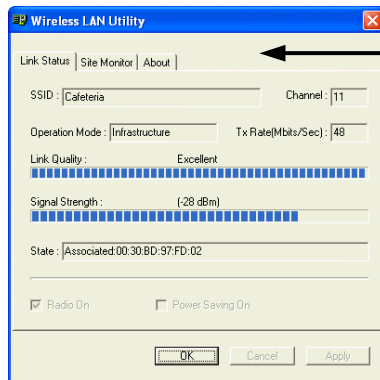 Wireless LAN Utility
Link Status Site Monitor About
SSID : Cafeteria Channel : 11
Operation Mode : Infrastructure Tx Rate(Mbits/Sec) : 48
Link Quality : Excellent
Signal Strength : (-28 dBm)
State : Associated:00:30:BD:97:FD:02
Radio On Power Saving On
OK Cancel Apply